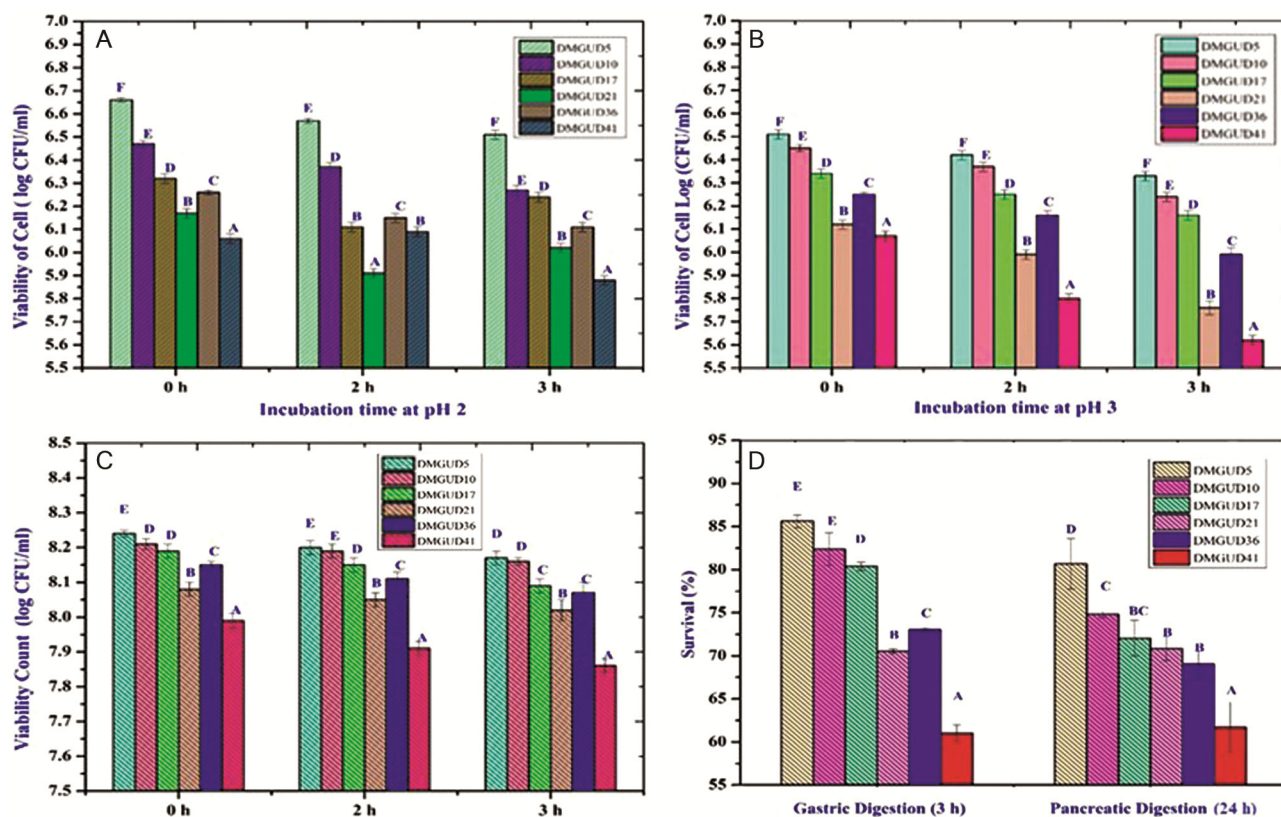 A
7.0
6.9
6.8
6.7
6.6
6.5
6.4
6.3
6.2
6.1
6.0
5.9
5.8
5.7
5.6
5.5
Viability of Cell ( log CFU/ml)
DMGUD5
DMGUD10
DMGUD17
DMGUD21
DMGUD36
DMGUD41
F E D B C A
E D B A C B
F E D B C A
0 h 2 h 3 h
Incubation time at pH 2
B
7.0
6.9
6.8
6.7
6.6
6.5
6.4
6.3
6.2
6.1
6.0
5.9
5.8
5.7
5.6
5.5
Viability of Cell Log (CFU/ml)
DMGUD5
DMGUD10
DMGUD17
DMGUD21
DMGUD36
DMGUD41
F E D B C A
F E D B C A
F E D B C A
0 h 2 h 3 h
Incubation time at pH 3
C
8.5
8.4
8.3
8.2
8.1
8.0
7.9
7.8
7.7
7.6
7.5
Viability Count (log CFU/ml)
DMGUD5
DMGUD10
DMGUD17
DMGUD21
DMGUD36
DMGUD41
E D D B C A
E E D B C A
D D C B C A
0 h 2 h 3 h
D
95
90
85
80
75
70
65
60
55
Survival (%)
DMGUD5
DMGUD10
DMGUD17
DMGUD21
DMGUD36
DMGUD41
E E D B C A
D C BC B B A
Gastric Digestion (3 h) Pancreatic Digestion (24 h)